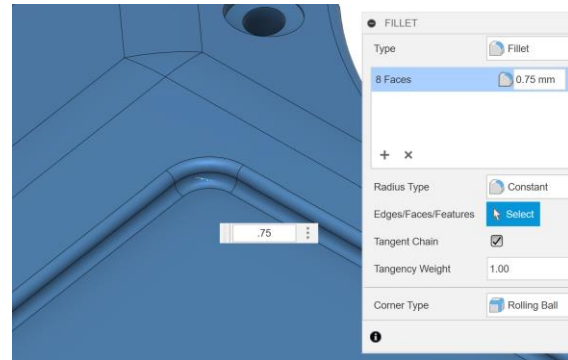 FILLET
Type Fillet
8 Faces 0.75 mm
+ ×
Radius Type Constant
Edges/Faces/Features Select
Tangent Chain
Tangency Weight 1.00
Corner Type Rolling Ball
.75